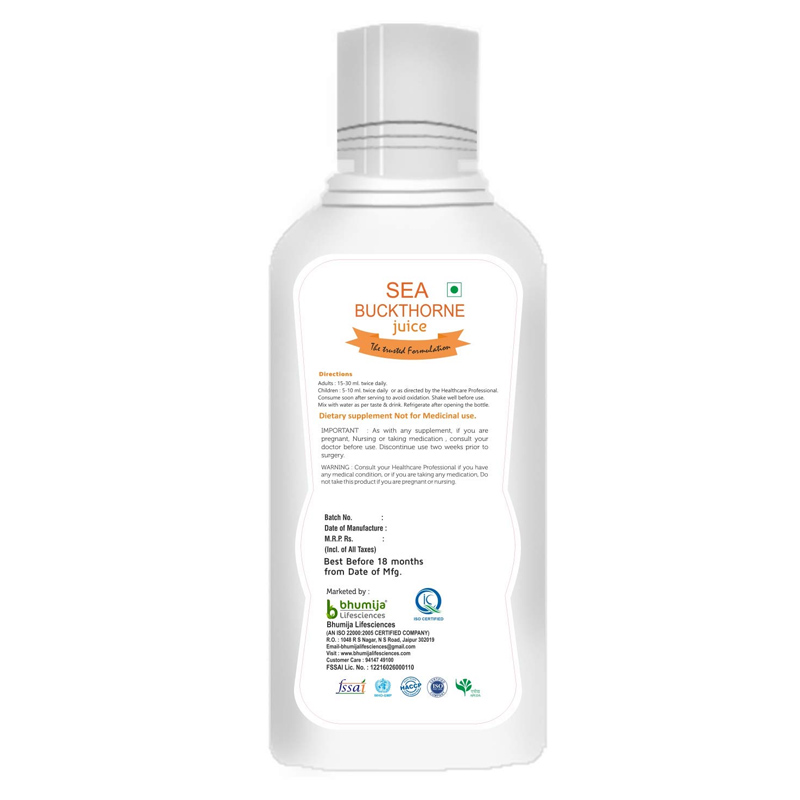 SEA
BUCKTHORNE
juice
The trusted Formulation
Directions
Adults : 15-30 ml. twice daily.
Children : 5-10 ml. twice daily or as directed by the Healthcare Professional.
Consume soon after serving to avoid oxidation. Shake well before use.
Mix with water as per taste & drink. Refrigerate after opening the bottle.
Dietary supplement Not for Medicinal use.
IMPORTANT : As with any supplement, if you are
pregnant, Nursing or taking medication , consult your
doctor before use. Discontinue use two weeks prior to
surgery.
WARNING : Consult your Healthcare Professional if you have
any medical condition, or if you are taking any medication, Do
not take this product if you are pregnant or nursing.
Batch No. :
Date of Manufacture :
M.R.P. Rs. :
(Incl. of All Taxes)
Best Before 18 months
from Date of Mfg.
Marketed by :
bhumija
Lifesciences
ISO CERTIFIED
Bhumija Lifesciences
(AN ISO 22000:2005 CERTIFIED COMPANY)
R.O. : 1048 R S Nagar, N S Road, Jaipur 302019
Email-bhumijalifesciences@gmail.com
Visit : www.bhumijalifesciences.com
Customer Care : 94147 49100
FSSAI Lic. No. : 12216026000110
fssai
WHO-GMP
HACCP
ISO